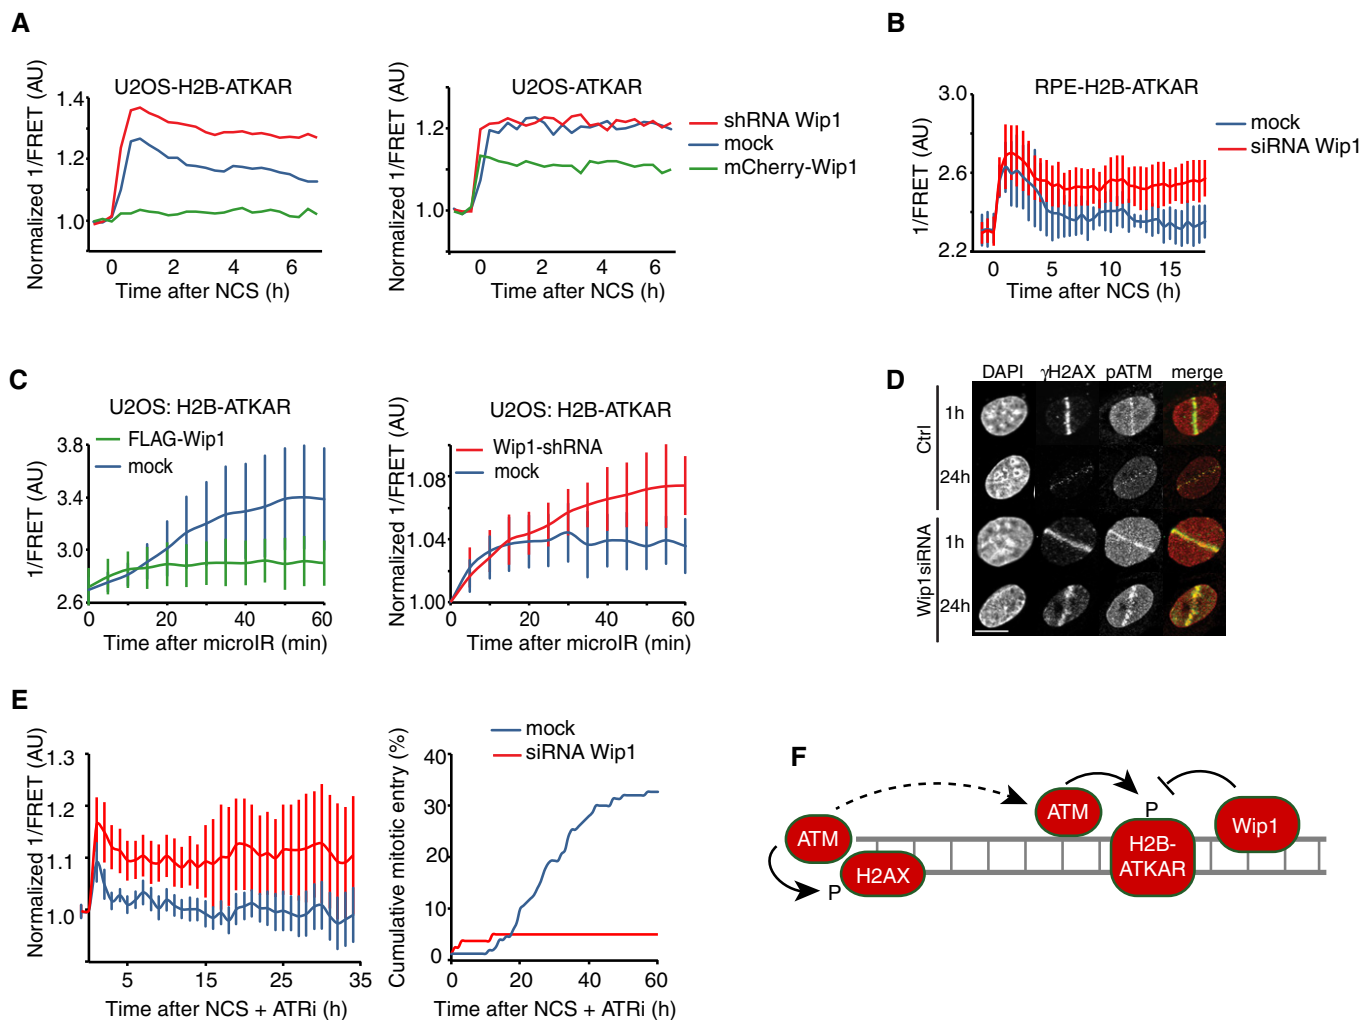 A
U2OS-H2B-ATKAR
Normalized 1/FRET (AU)
1.4
1.2
1.0
0 2 4 6
Time after NCS (h)
U2OS-ATKAR
Normalized 1/FRET (AU)
1.2
1.0
0 2 4 6
Time after NCS (h)
shRNA Wip1
mock
mCherry-Wip1
B
RPE-H2B-ATKAR
1/FRET (AU)
3.0
2.6
2.2
0 5 10 15
Time after NCS (h)
mock
siRNA Wip1
C
U2OS: H2B-ATKAR
FLAG-Wip1
mock
1/FRET (AU)
3.8
3.4
3.0
2.6
0 20 40 60
Time after microIR (min)
U2OS: H2B-ATKAR
Wip1-shRNA
mock
Normalized 1/FRET (AU)
1.08
1.04
1.00
0 20 40 60
Time after microIR (min)
D
DAPI γH2AX pATM merge
Ctrl
1h
24h
Wip1 siRNA
1h
24h
E
Normalized 1/FRET (AU)
1.3
1.2
1.1
1.0
5 15 25 35
Time after NCS + ATRi (h)
mock
siRNA Wip1
Cumulative mitotic entry (%)
40
30
20
10
0
0 20 40 60
Time after NCS + ATRi (h)
F
ATM
P
H2AX
ATM
P
H2B-
ATKAR
Wip1